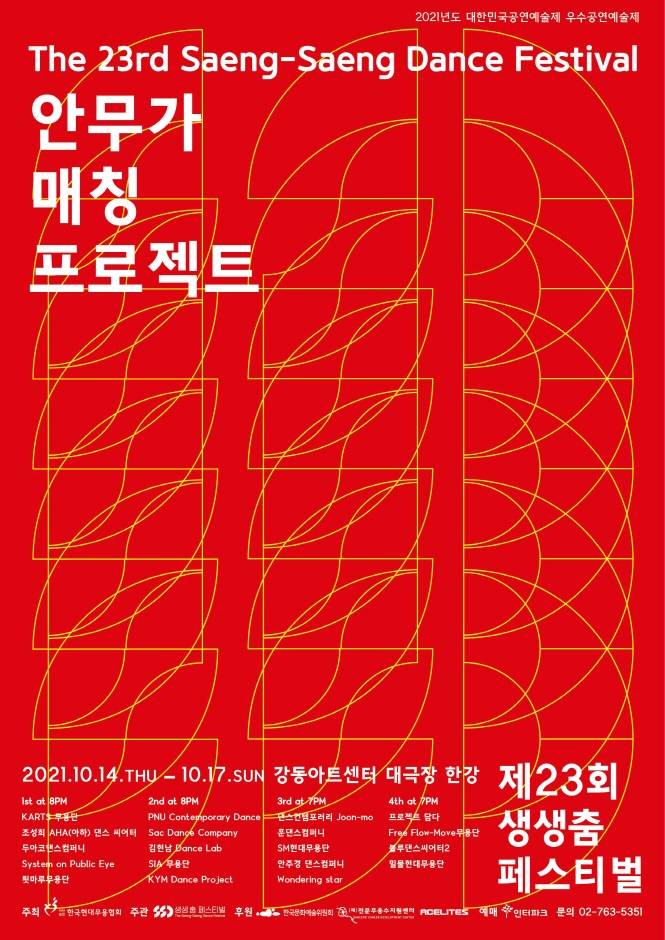 2021년도 대한민국공연예술제 우수공연예술제
The 23rd Saeng-Saeng Dance Festival
안무가
매칭
프로젝트
2021.10.14.THU – 10.17.SUN 강동아트센터 대극장 한강
1st at 8PM
KARTS 무용단
조성희 AHA(아하) 댄스 씨어터
두아코댄스컴퍼니
System on Public Eye
툇마루무용단
2nd at 8PM
PNU Contemporary Dance
Sac Dance Company
김현남 Dance Lab
SIA 무용단
KYM Dance Project
3rd at 7PM
댄스컨템포러리 Joon-mo
훈댄스컴퍼니
SM현대무용단
안주경 댄스컴퍼니
Wondering star
4th at 7PM
프로젝트 담다
Free Flow-Move무용단
블루댄스씨어터2
밀물현대무용단
제23회
생생춤
페스티벌
주최 한국현대무용협회 주관 SSD 생생춤 페스티벌 후원 한국문화예술위원회 (재)전문무용수지원센터 ACELITES 예매 인터파크 문의 02-763-5351